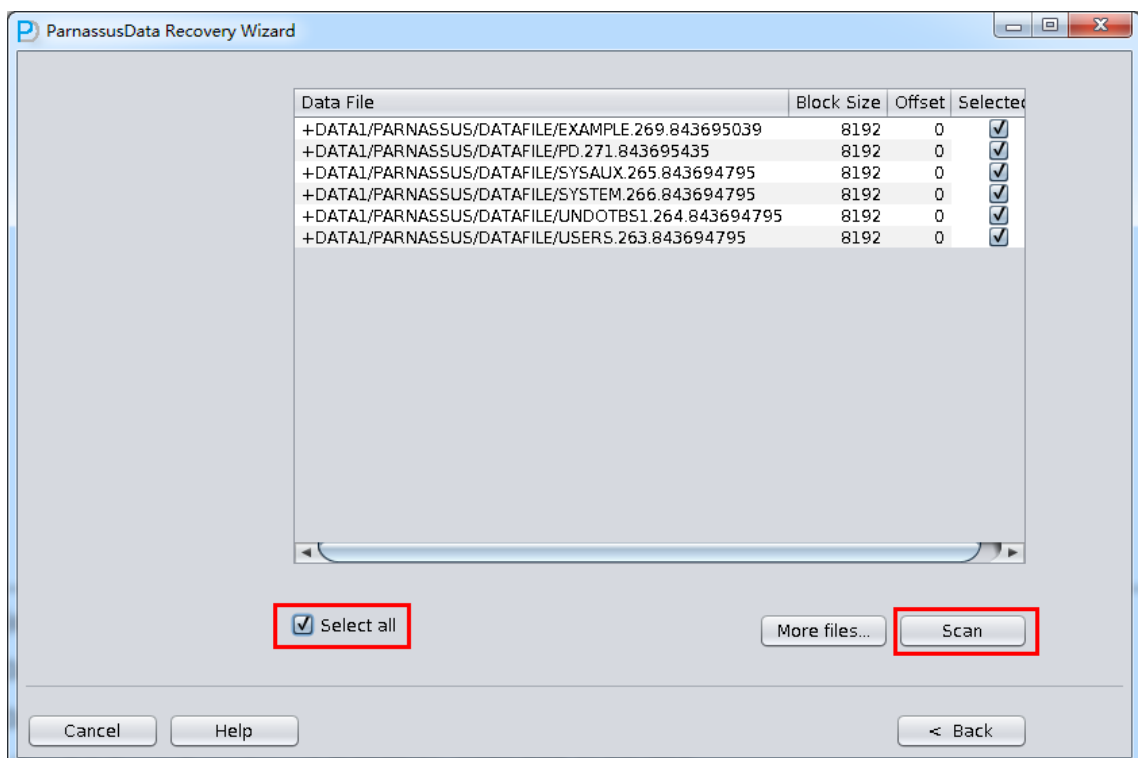 ParnassusData Recovery Wizard
Data File Block Size Offset Selected
+DATA1/PARNASSUS/DATAFILE/EXAMPLE.269.843695039 8192 0
+DATA1/PARNASSUS/DATAFILE/PD.271.843695435 8192 0
+DATA1/PARNASSUS/DATAFILE/SYSAUX.265.843694795 8192 0
+DATA1/PARNASSUS/DATAFILE/SYSTEM.266.843694795 8192 0
+DATA1/PARNASSUS/DATAFILE/UNDOTBS1.264.843694795 8192 0
+DATA1/PARNASSUS/DATAFILE/USERS.263.843694795 8192 0
Select all More files... Scan
Cancel Help < Back